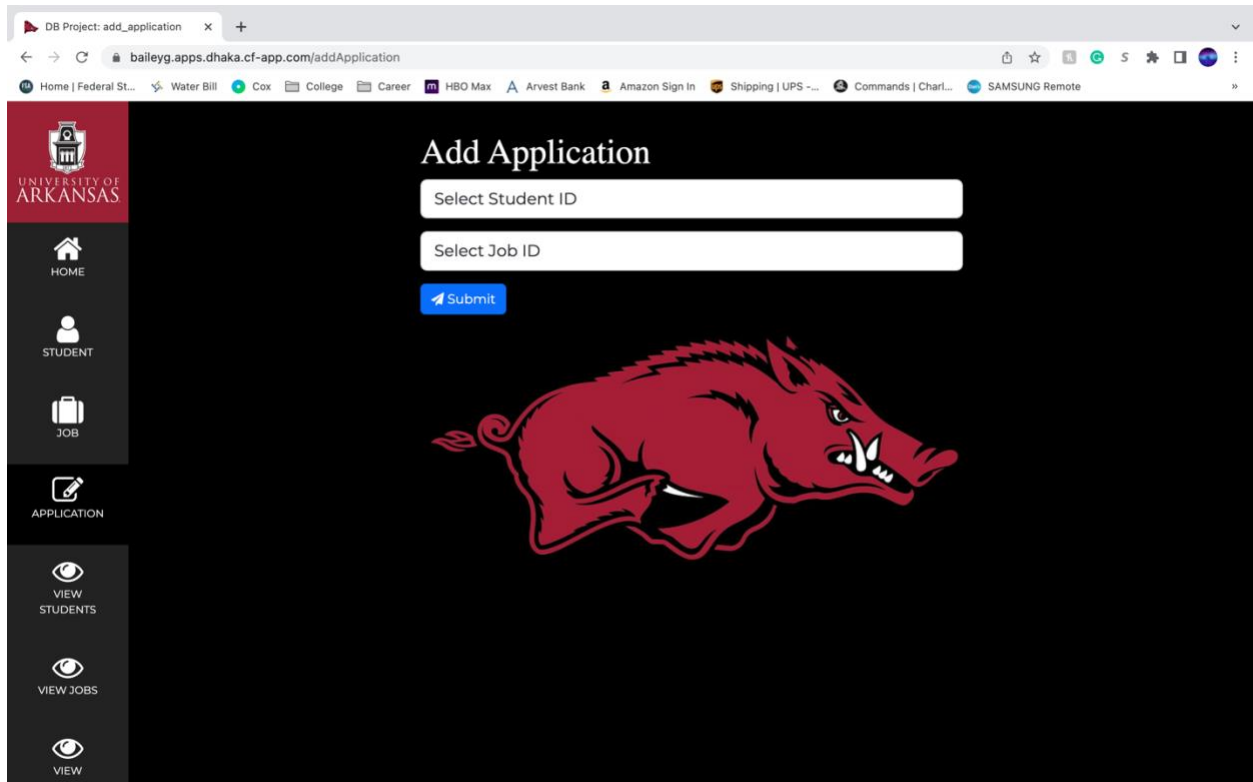 DB Project: add_application
baileyg.apps.dhaka.cf-app.com/addApplication
Home | Federal St... Water Bill Cox College Career HBO Max Arvest Bank Amazon Sign In Shipping | UPS -... Commands | Charl... SAMSUNG Remote »
UNIVERSITY OF
ARKANSAS
HOME
STUDENT
JOB
APPLICATION
VIEW
STUDENTS
VIEW JOBS
VIEW
Add Application
Select Student ID
Select Job ID
Submit